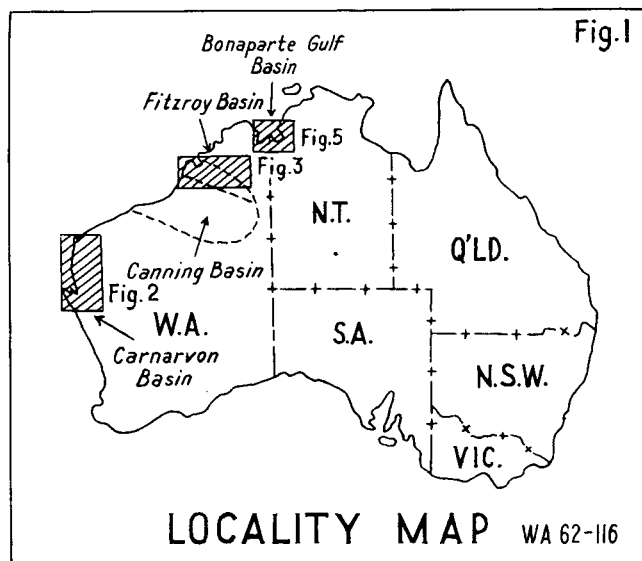 Fig.1
Bonaparte Gulf
Basin
Fitzroy Basin
Fig.5
Fig.3
N.T.
Q'LD.
Canning Basin
Fig.2
W.A.
S.A.
Carnarvon
Basin
N.S.W.
VIC.
LOCALITY MAP WA 62-116